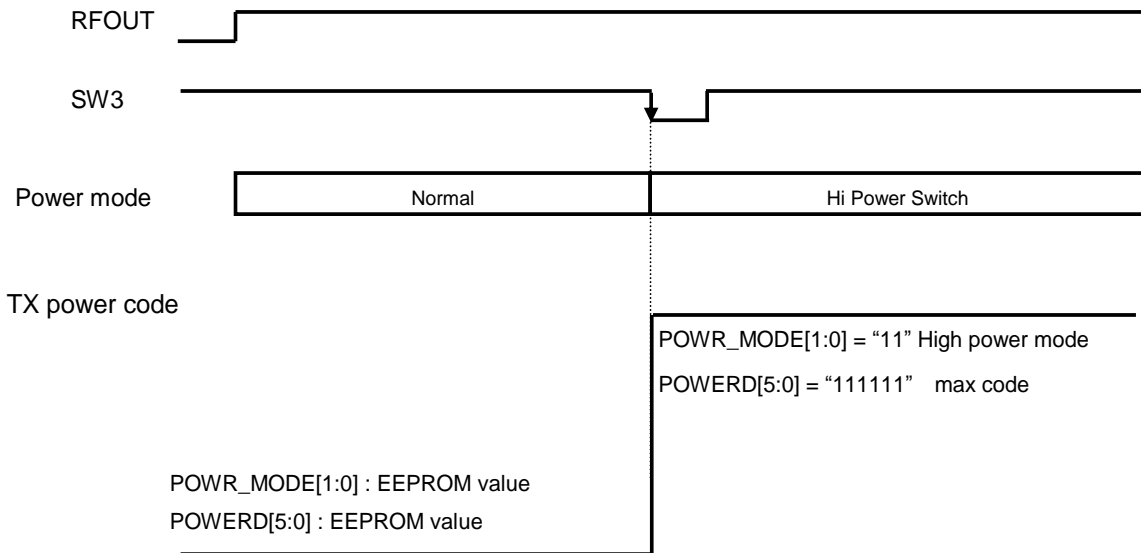 RFOUT
SW3
Power mode
Normal
Hi Power Switch
TX power code
POWR_MODE[1:0] = “11” High power mode
POWERD[5:0] = “111111” max code
POWR_MODE[1:0] : EEPROM value
POWERD[5:0] : EEPROM value